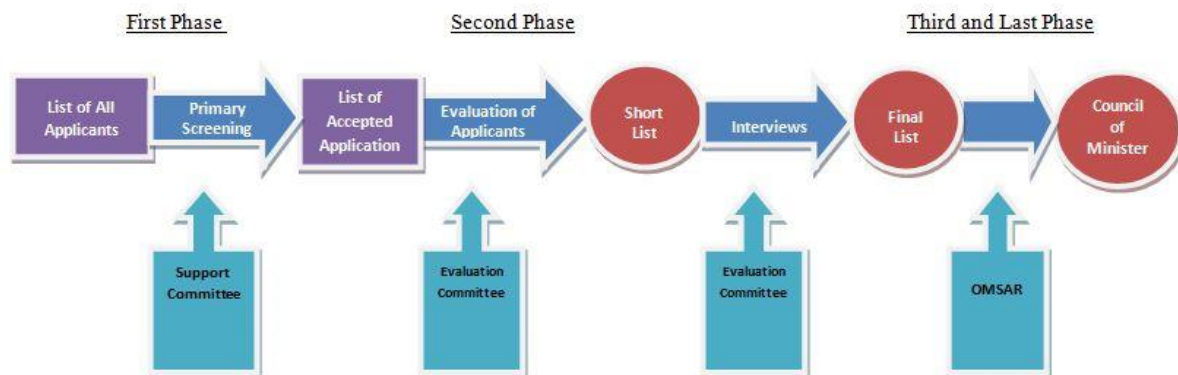 First Phase
Second Phase
Third and Last Phase
List of All
Applicants
Primary
Screening
List of
Accepted
Application
Evaluation of
Applicants
Short
List
Interviews
Final
List
Council
of
Minister
Support
Committee
Evaluation
Committee
Evaluation
Committee
OMSAR